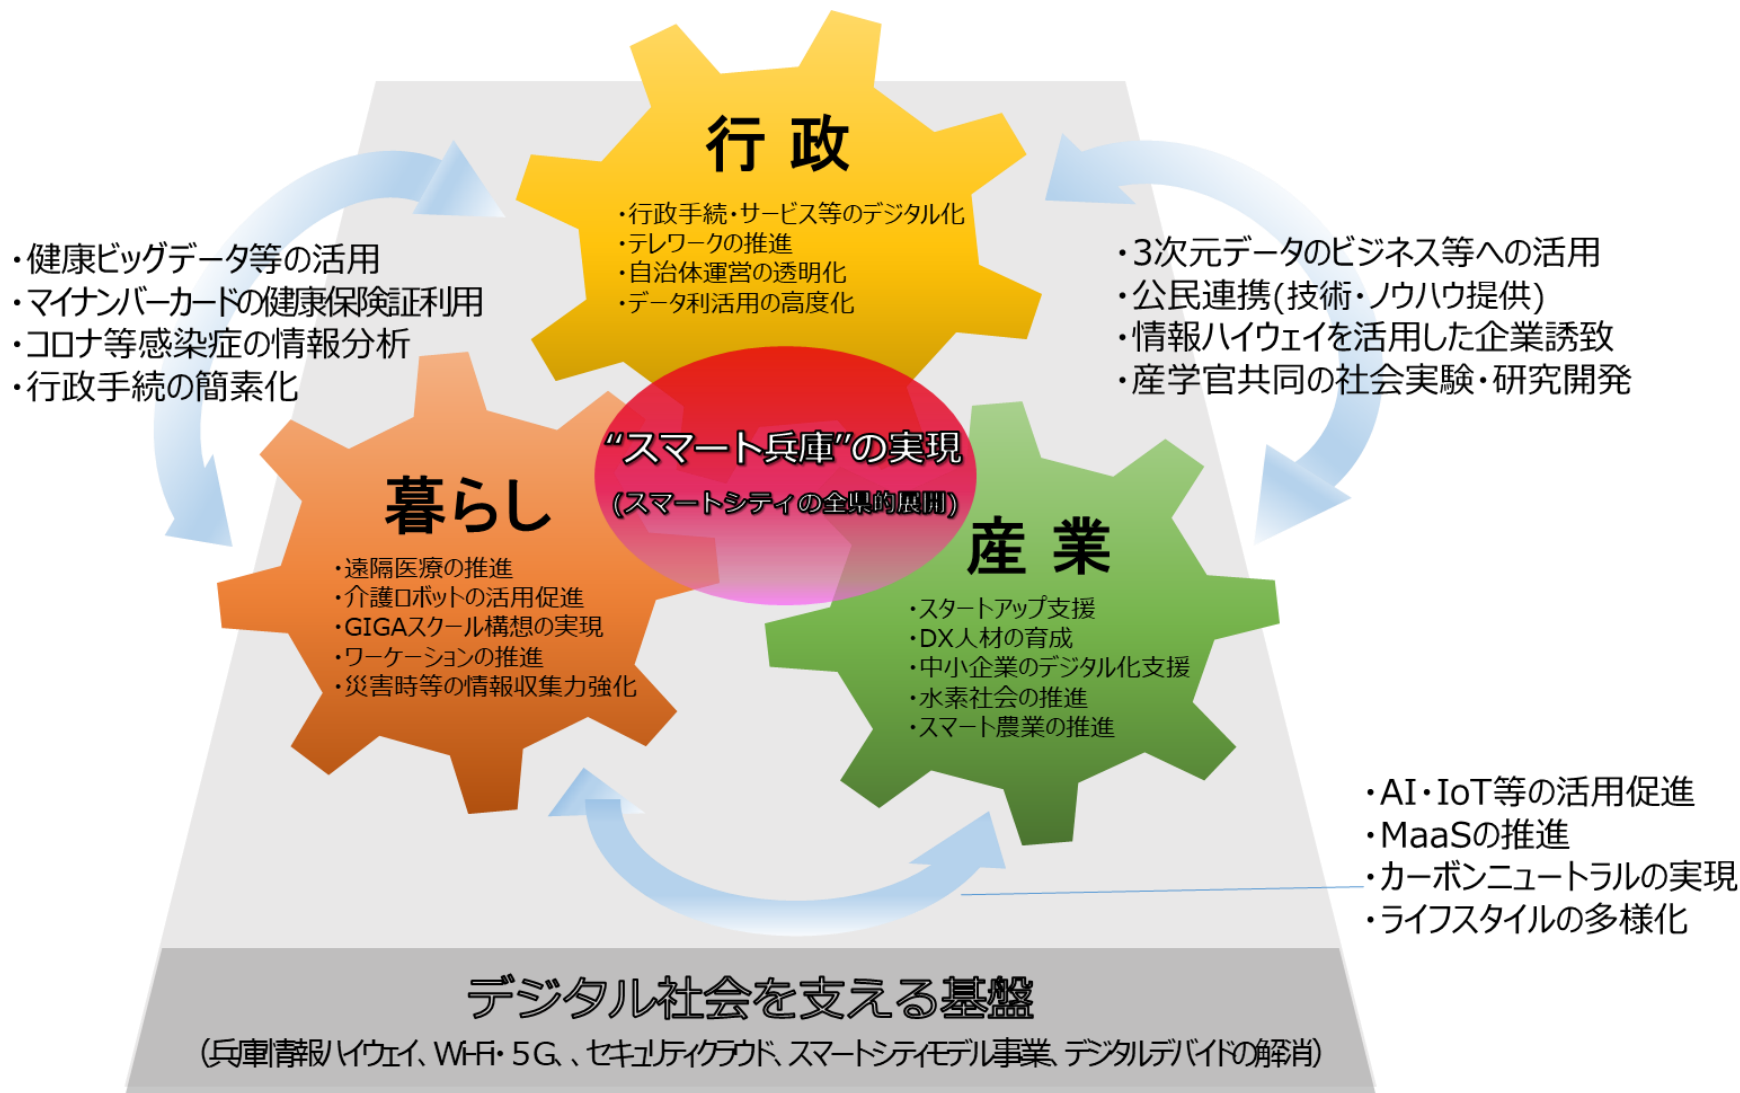 行 政
・行政手続・サービス等のデジタル化
・テレワークの推進
・自治体運営の透明化
・データ利活用の高度化
・健康ビッグデータ等の活用
・マイナンバーカードの健康保険証利用
・コロナ等感染症の情報分析
・行政手続の簡素化
・3次元データのビジネス等への活用
・公民連携(技術・ノウハウ提供)
・情報ハイウェイを活用した企業誘致
・産学官共同の社会実験・研究開発
“スマート兵庫”の実現
(スマートシティの全県的展開)
暮らし
・遠隔医療の推進
・介護ロボットの活用促進
・GIGAスクール構想の実現
・ワーケーションの推進
・災害時等の情報収集力強化
産 業
・スタートアップ支援
・DX人材の育成
・中小企業のデジタル化支援
・水素社会の推進
・スマート農業の推進
・AI・IoT等の活用促進
・MaaSの推進
・カーボンニュートラルの実現
・ライフスタイルの多様化
デジタル社会を支える基盤
（兵庫情報ハイウェイ、Wi-Fi・５G、、セキュリティクラウド、スマートシティモデル事業、デジタルデバイドの解消）